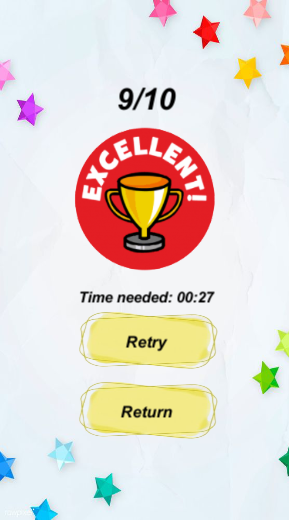 9/10
EXCELLENT!
Time needed: 00:27
Retry
Return